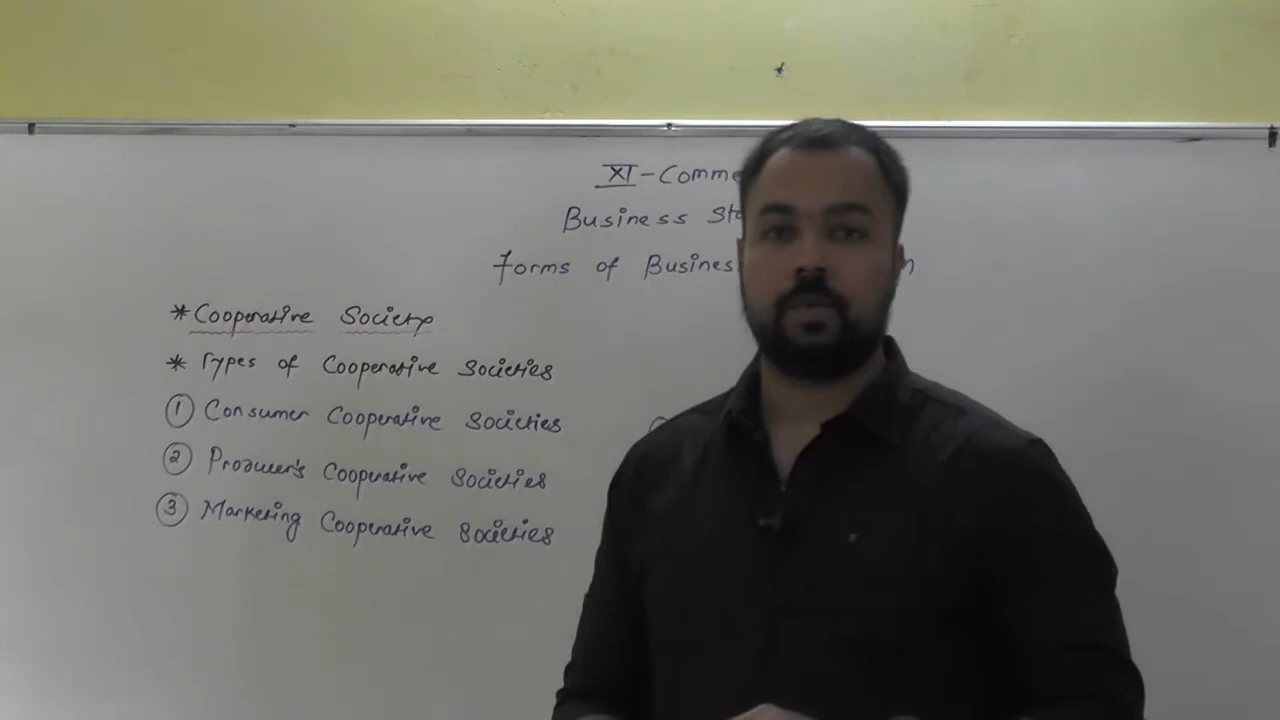 XI-Comme
Business Sta
Forms of Busines n
*Cooperative Society
* Types of Cooperative Societies
① Consumer Cooperative Societies
② Producer's Cooperative Societies
③ Marketing Cooperative Societies